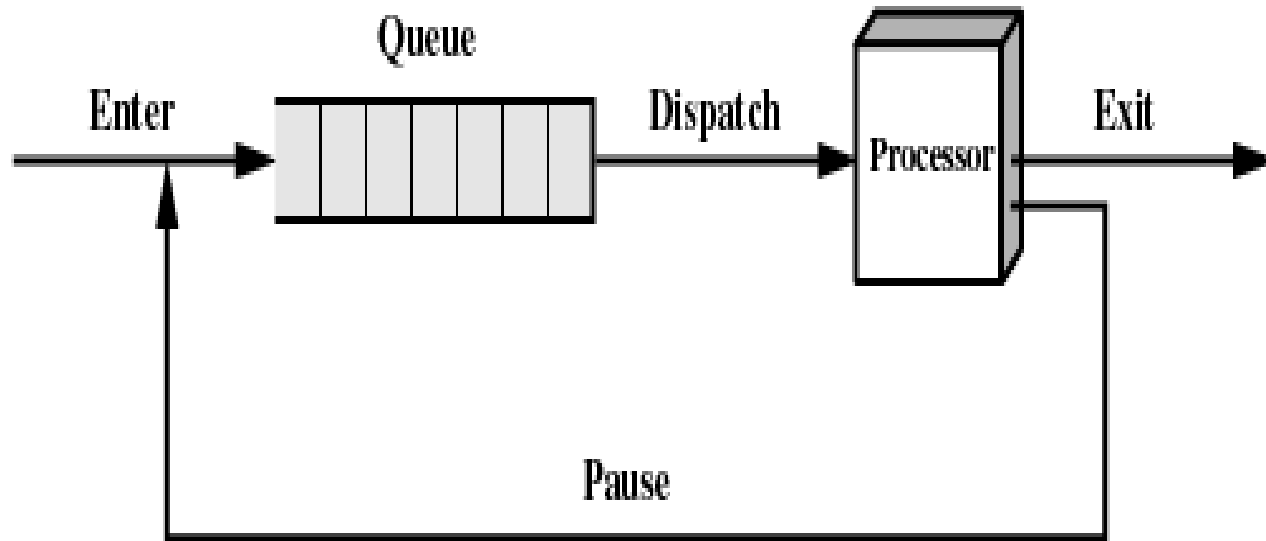 Queue
Enter
Dispatch
Processor
Exit
Pause